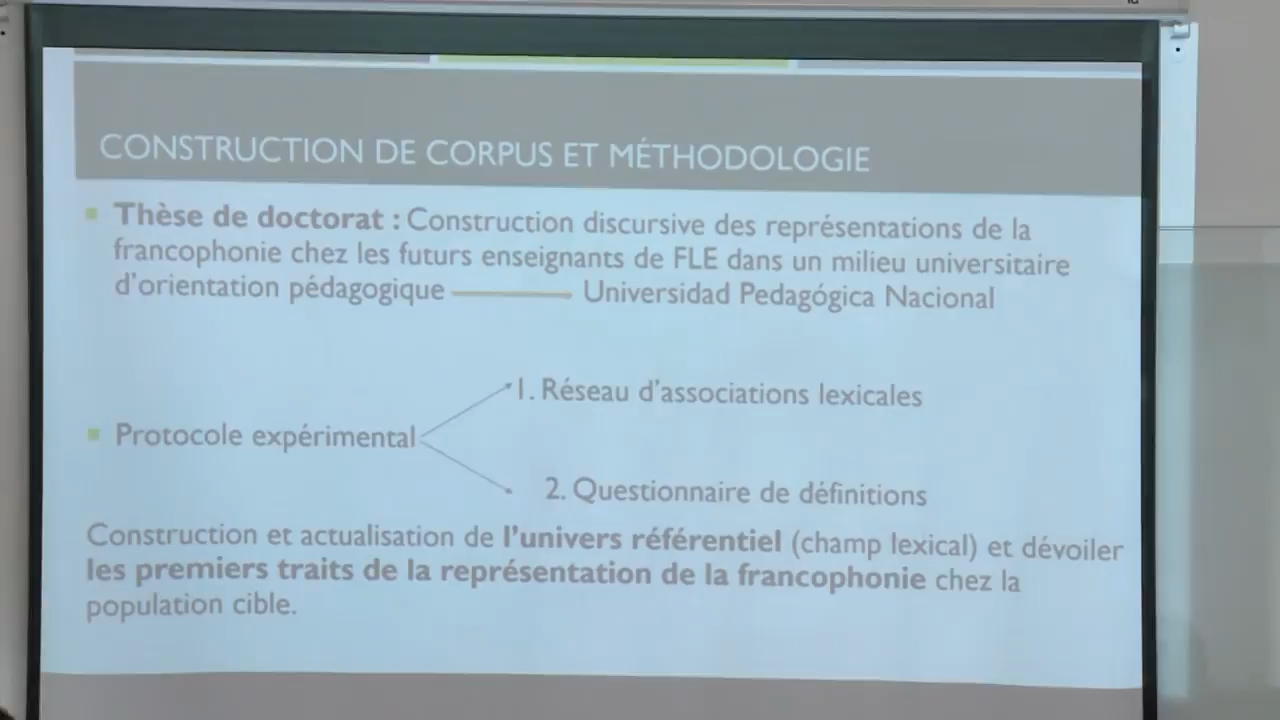 CONSTRUCTION DE CORPUS ET MÉTHODOLOGIE
Thèse de doctorat : Construction discursive des représentations de la
francophonie chez les futurs enseignants de FLE dans un milieu universitaire
d'orientation pédagogique Universidad Pedagógica Nacional
1. Réseau d'associations lexicales
Protocole expérimental
2. Questionnaire de définitions
Construction et actualisation de l'univers référentiel (champ lexical) et dévoiler
les premiers traits de la représentation de la francophonie chez la
population cible.